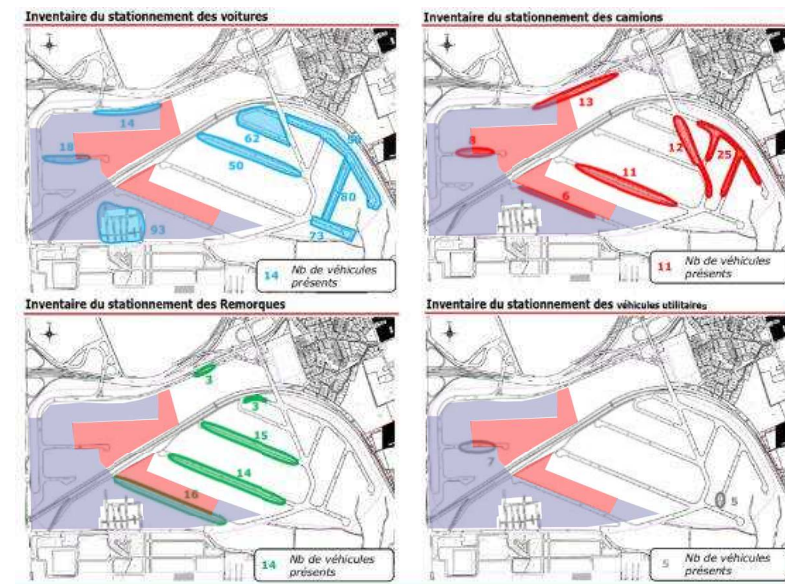 Inventaire du stationnement des voitures
14
18
62
50
80
73
93
14 Nb de véhicules
présents
Inventaire du stationnement des camions
13
8
12
25
11
6
11 Nb de véhicules
présents
Inventaire du stationnement des Remorques
3
3
15
14
16
14 Nb de véhicules
présents
Inventaire du stationnement des véhicules utilitaires
7
5
5 Nb de véhicules
présents